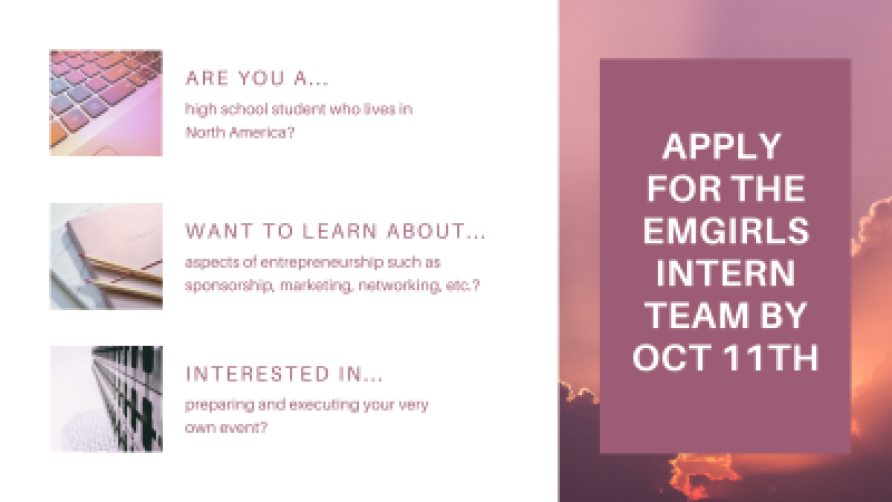 ARE YOU A...
high school student who lives in
North America?
WANT TO LEARN ABOUT...
aspects of entrepreneurship such as
sponsorship, marketing, networking, etc.?
INTERESTED IN...
preparing and executing your very
own event?
APPLY
FOR THE
EMGIRLS
INTERN
TEAM BY
OCT 11TH